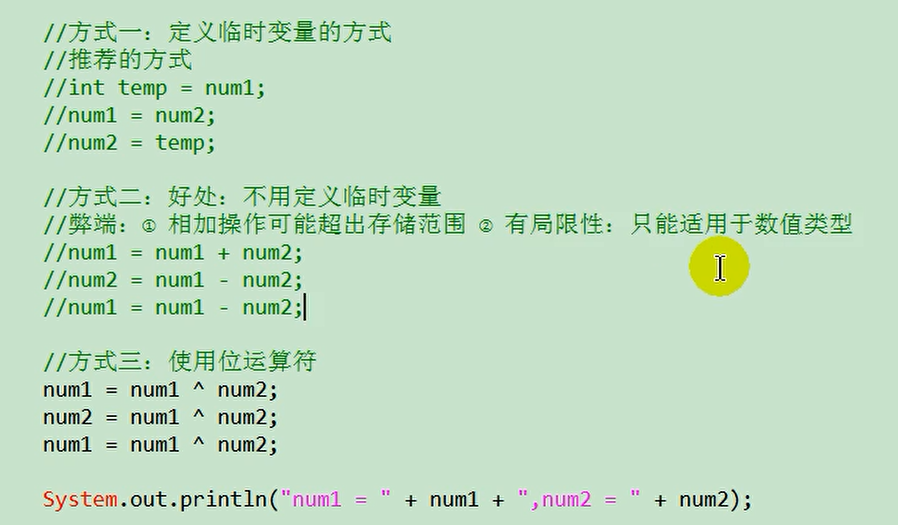 //方式一：定义临时变量的方式
//推荐的方式
//int temp = num1;
//num1 = num2;
//num2 = temp;
//方式二：好处：不用定义临时变量
//弊端：① 相加操作可能超出存储范围 ② 有局限性：只能适用于数值类型
//num1 = num1 + num2;
//num2 = num1 - num2;
//num1 = num1 - num2;
//方式三：使用位运算符
num1 = num1 ^ num2;
num2 = num1 ^ num2;
num1 = num1 ^ num2;
System.out.println("num1 = " + num1 + ",num2 = " + num2);